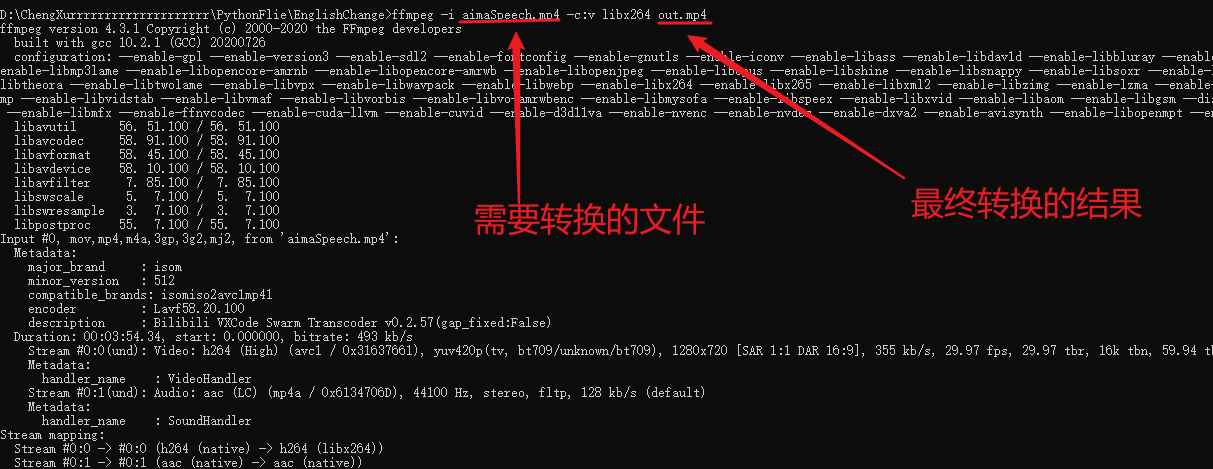 D:\ChengXurrrrrrrrrrrrrrrrrrrrr\PythonFlie\EnglishChange>ffmpeg -i aimaSpeech.mp4 -c:v libx264 out.mp4
ffmpeg version 4.3.1 Copyright (c) 2000-2020 the FFmpeg developers
built with gcc 10.2.1 (GCC) 20200726
configuration: --enable-gpl --enable-version3 --enable-sdl2 --enable-fontconfig --enable-gnutls --enable-iconv --enable-libass --enable-libdav1d --enable-libbluray
enable-libmp3lame --enable-libopencore-amrnb --enable-libopencore-amrwb --enable-libopenjpeg --enable-libopus --enable-libshine --enable-libsnappy --enable-libsoxr
libtheora --enable-libtwolame --enable-libvpx --enable-libwavpack --enable-libwebp --enable-libx264 --enable-libx265 --enable-libxml2 --enable-libzimg --enable-lzma
mp --enable-libvidstab --enable-libvmaf --enable-libvorbis --enable-libvo-amrwbenc --enable-libmysofa --enable-libspeex --enable-libxvid --enable-libaom --enable-libgsm
--enable-libmfx --enable-ffnvcodec --enable-cuda-llvm --enable-cuvid --enable-d3d11va --enable-nvenc --enable-nvdec --enable-dxva2 --enable-avisynth --enable-libopenmpt
libavutil 56. 51.100 / 56. 51.100
libavcodec 58. 91.100 / 58. 91.100
libavformat 58. 45.100 / 58. 45.100
libavdevice 58. 10.100 / 58. 10.100
libavfilter 7. 85.100 / 7. 85.100
libswscale 5. 7.100 / 5. 7.100
libswresample 3. 7.100 / 3. 7.100
libpostproc 55. 7.100 / 55. 7.100
需要转换的文件
最终转换的结果
Input #0, mov,mp4,m4a,3gp,3g2,mj2, from 'aimaSpeech.mp4':
Metadata:
major_brand : isom
minor_version : 512
compatible_brands: isomiso2avc1mp41
encoder : Lavf58.20.100
description : Bilibili VXCode Swarm Transcoder v0.2.57(gap_fixed:False)
Duration: 00:03:54.34, start: 0.000000, bitrate: 493 kb/s
Stream #0:0(und): Video: h264 (High) (avc1 / 0x31637661), yuv420p(tv, bt709/unknown/bt709), 1280x720 [SAR 1:1 DAR 16:9], 355 kb/s, 29.97 fps, 29.97 tbr, 16k tbn, 59.94
Metadata:
handler_name : VideoHandler
Stream #0:1(und): Audio: aac (LC) (mp4a / 0x6134706D), 44100 Hz, stereo, fltp, 128 kb/s (default)
Metadata:
handler_name : SoundHandler
Stream mapping:
Stream #0:0 -> #0:0 (h264 (native) -> h264 (libx264))
Stream #0:1 -> #0:1 (aac (native) -> aac (native))